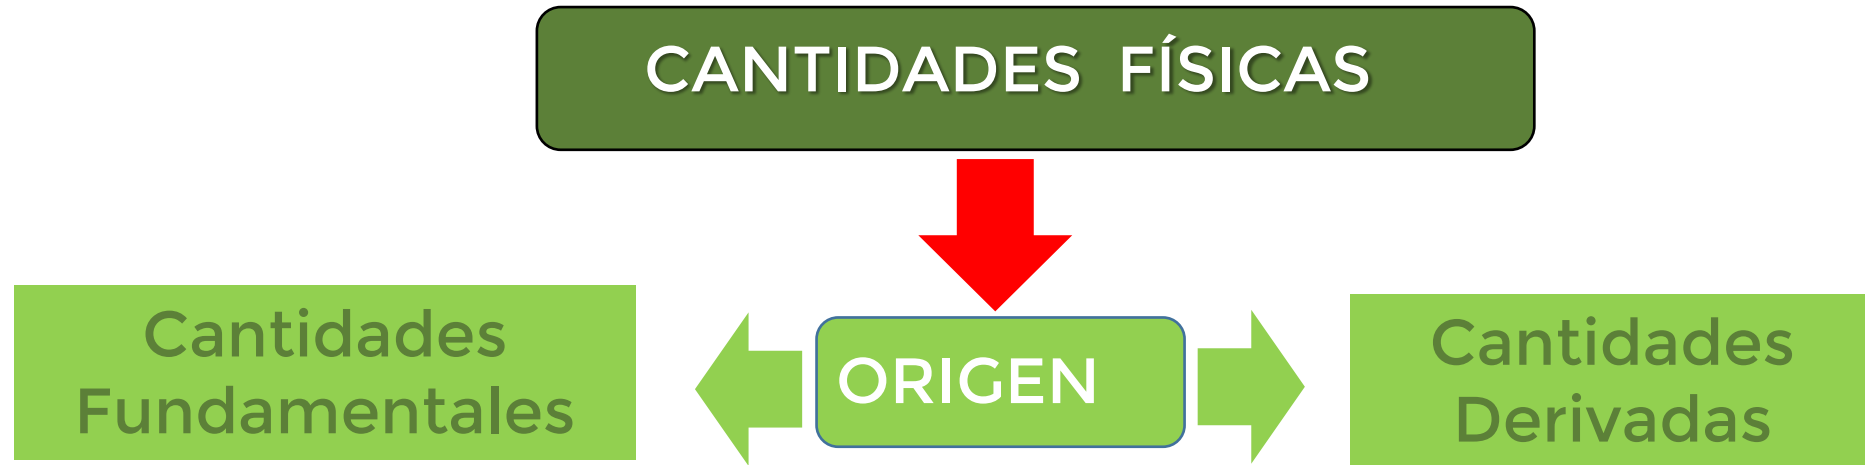 CANTIDADES FÍSICAS
Cantidades
Fundamentales
ORIGEN
Cantidades
Derivadas